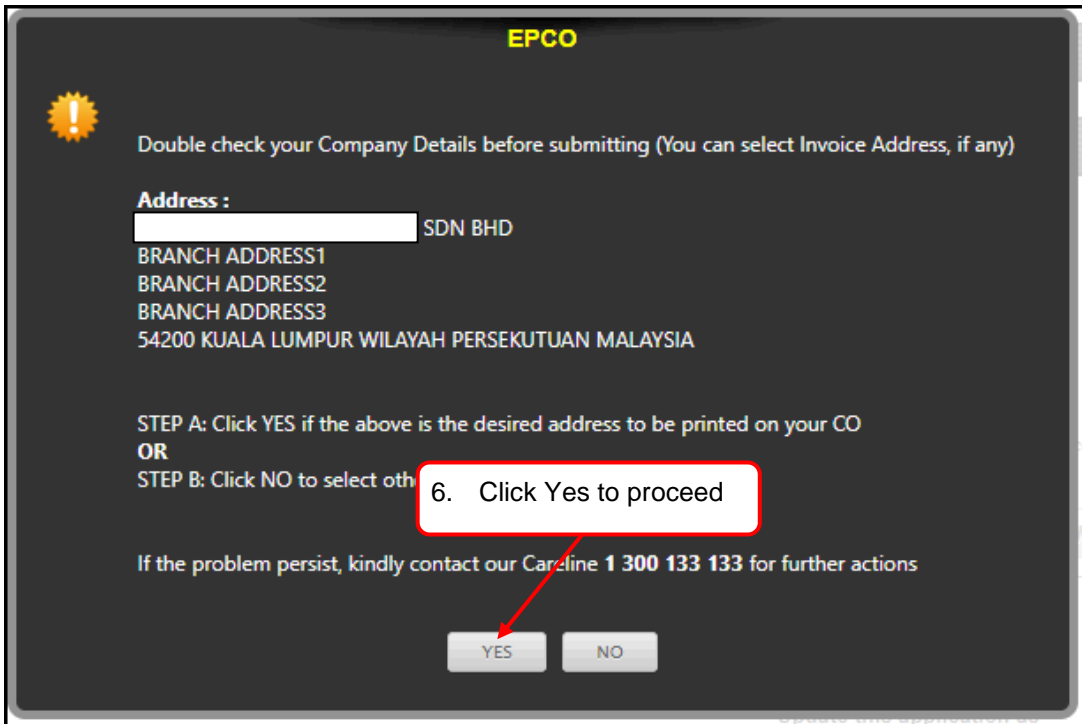 EPCO
Double check your Company Details before submitting (You can select Invoice Address, if any)
Address :
SDN BHD
BRANCH ADDRESS1
BRANCH ADDRESS2
BRANCH ADDRESS3
54200 KUALA LUMPUR WILAYAH PERSEKUTUAN MALAYSIA
STEP A: Click YES if the above is the desired address to be printed on your CO
OR
STEP B: Click NO to select
6. Click Yes to proceed
If the problem persist, kindly contact our Careline 1 300 133 133 for further actions
YES NO